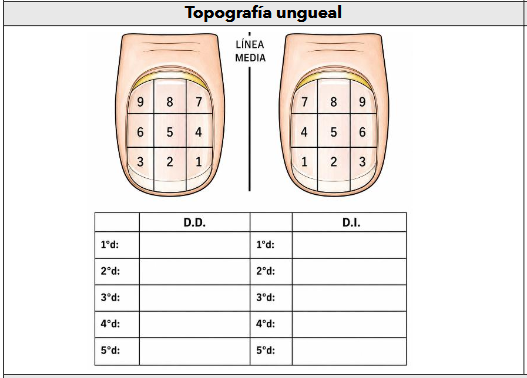 Topografía ungueal
LÍNEA
MEDIA
9 8 7
6 5 4
3 2 1
7 8 9
4 5 6
1 2 3
D.D. D.I.
1°d: 1°d:
2°d: 2°d:
3°d: 3°d:
4°d: 4°d:
5°d: 5°d: